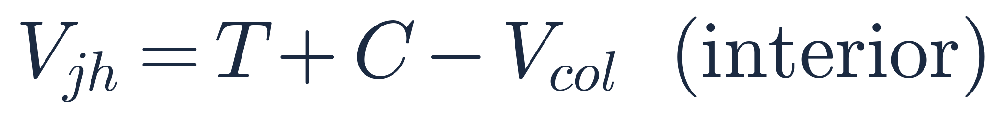 V_{jh} = T + C − V_{col} (interior)